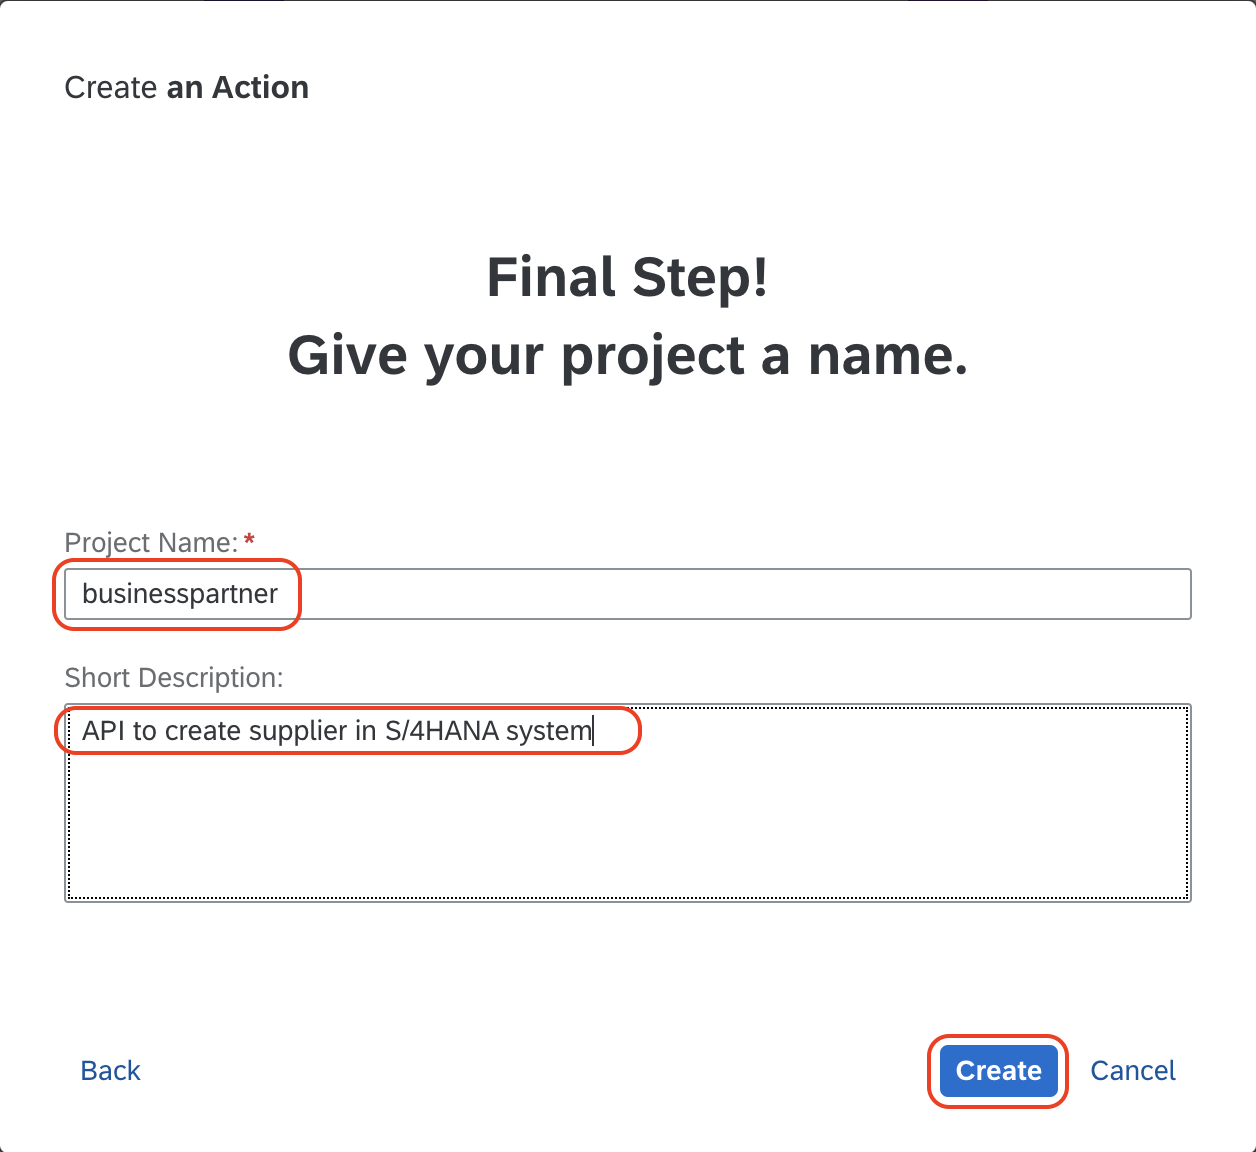 Create an Action
Final Step!
Give your project a name.
Project Name: *
businesspartner
Short Description:
API to create supplier in S/4HANA system
Back
Create
Cancel